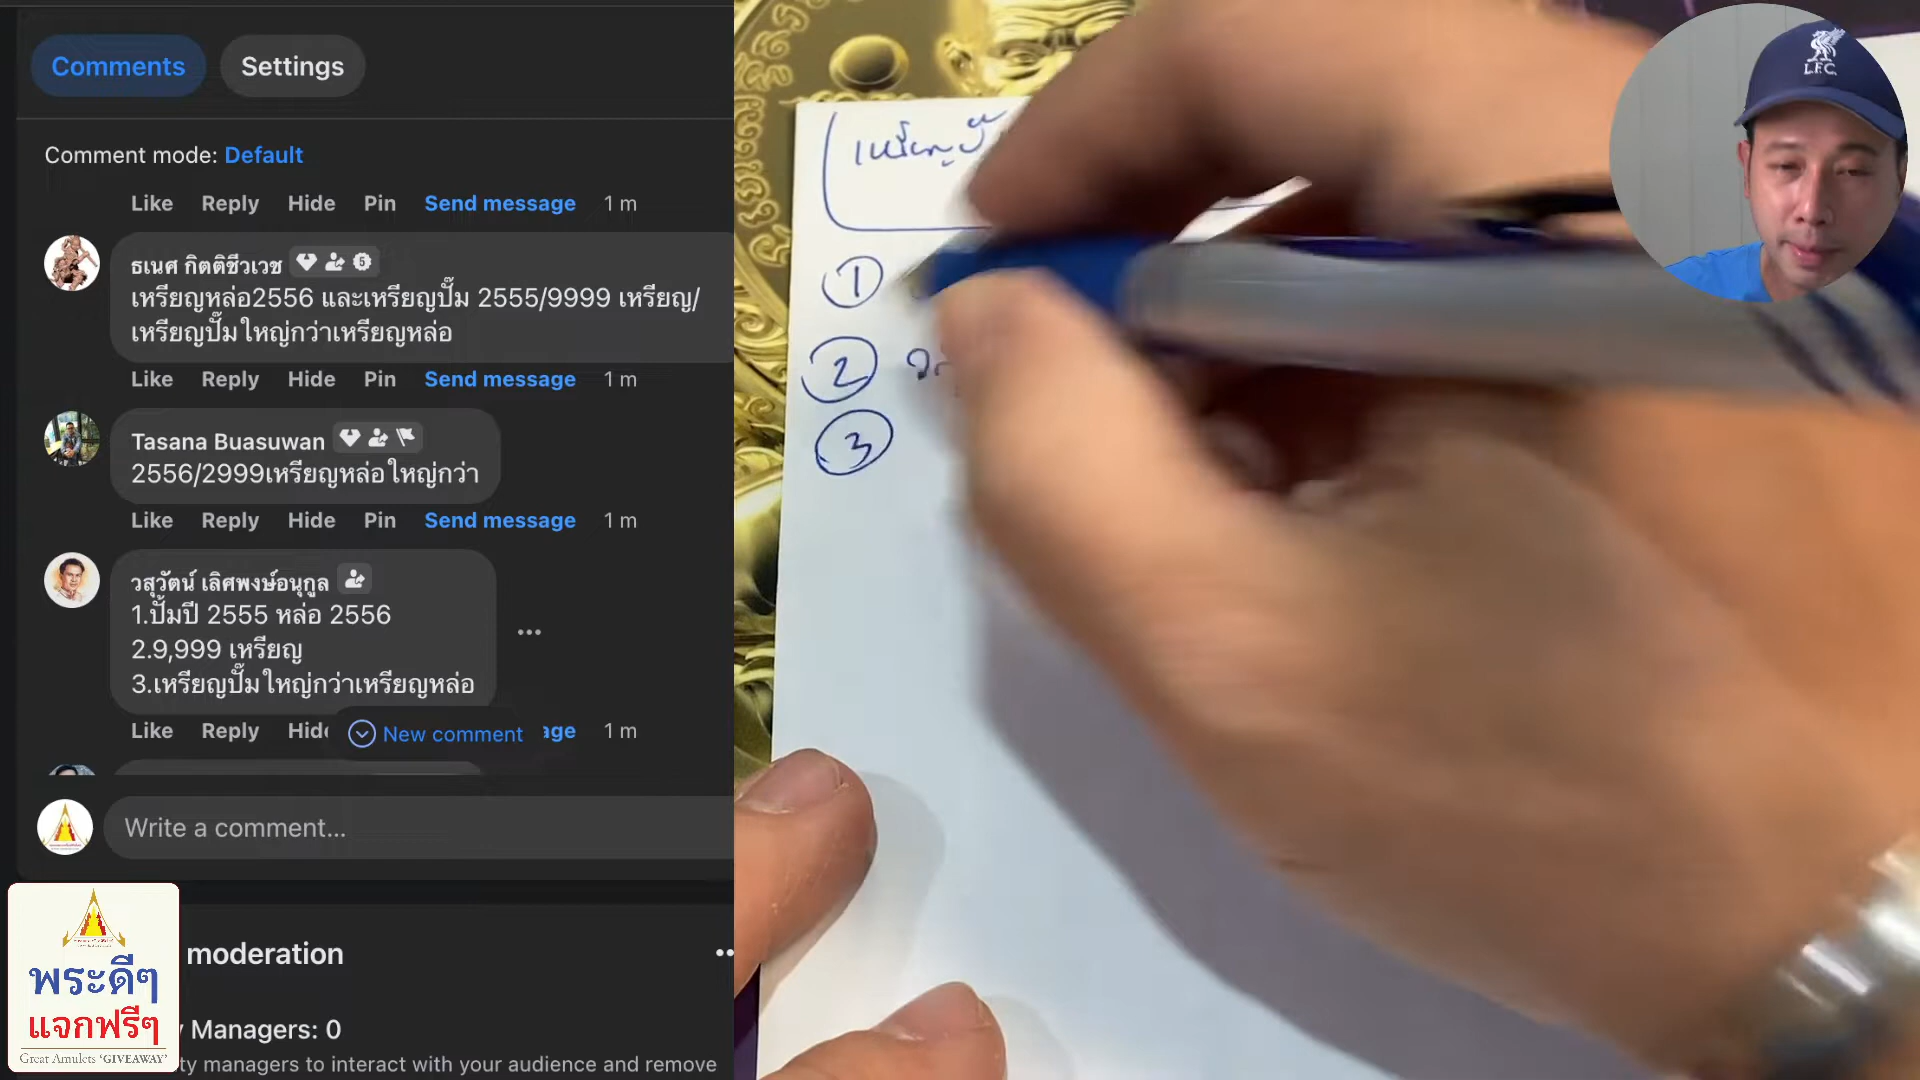 Comments
Settings
Comment mode: Default
Like Reply Hide Pin Send message 1 m
ธเนศ กิตติชีวเวช
เหรียญหล่อ2556 และเหรียญปั๊ม 2555/9999 เหรียญ/
เหรียญปั๊มใหญ่กว่าเหรียญหล่อ
Like Reply Hide Pin Send message 1 m
Tasana Buasuwan
2556/2999เหรียญหล่อใหญ่กว่า
Like Reply Hide Pin Send message 1 m
วสุวัตน์ เลิศพงษ์อนุกูล
1.ปั้มปี 2555 หล่อ 2556
2.9,999 เหรียญ
3.เหรียญปั๊มใหญ่กว่าเหรียญหล่อ
Like Reply 1 m
New comment
Write a comment...
moderation
Managers: 0
managers to interact with your audience and remove
พระดีๆ
แจกฟรีๆ
Great Amulets 'GIVEAWAY'
L.F.C.
1
2
3